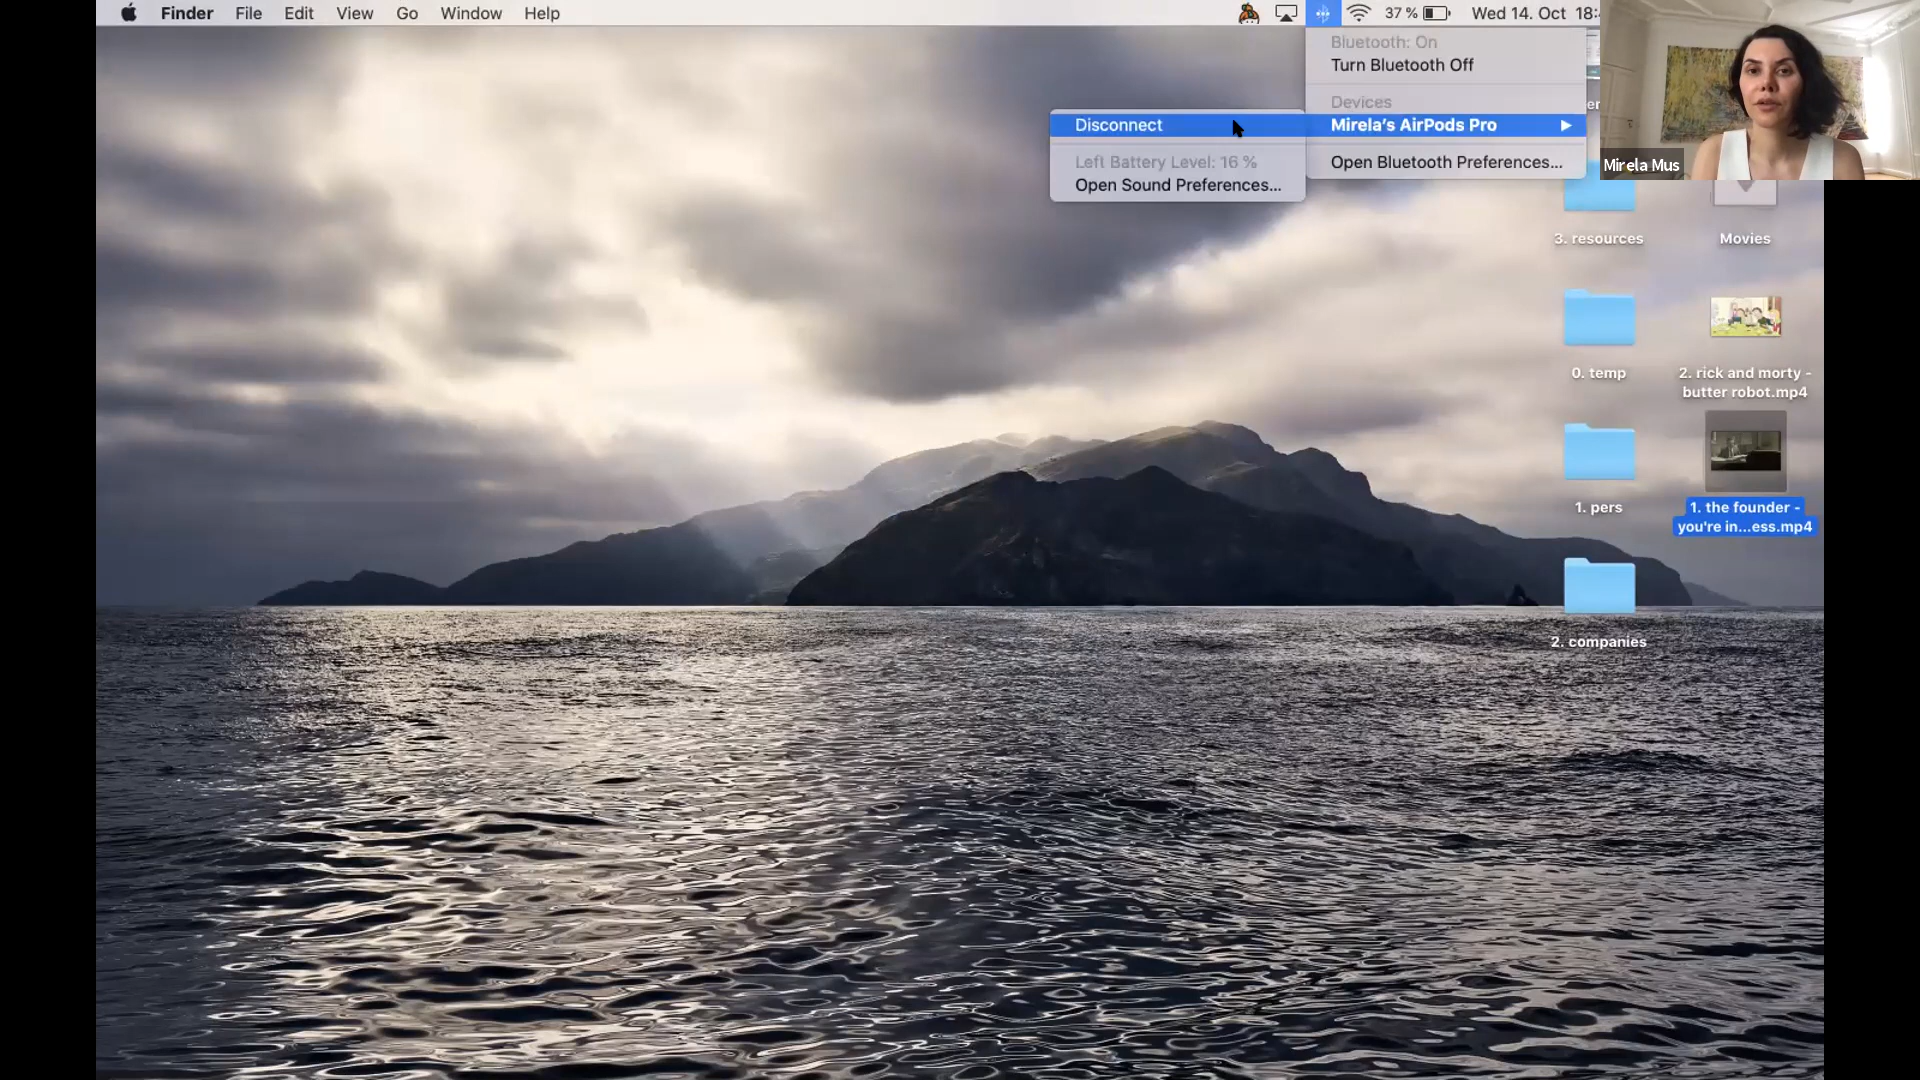 Finder File Edit View Go Window Help 37 % Wed 14. Oct 18:
Bluetooth: On
Turn Bluetooth Off
Devices
Mirela’s AirPods Pro
Open Bluetooth Preferences...
Disconnect
Left Battery Level: 16 %
Open Sound Preferences...
Mirela Mus
3. resources
Movies
0. temp
2. rick and morty -
butter robot.mp4
1. pers
1. the founder -
you're in...ess.mp4
2. companies